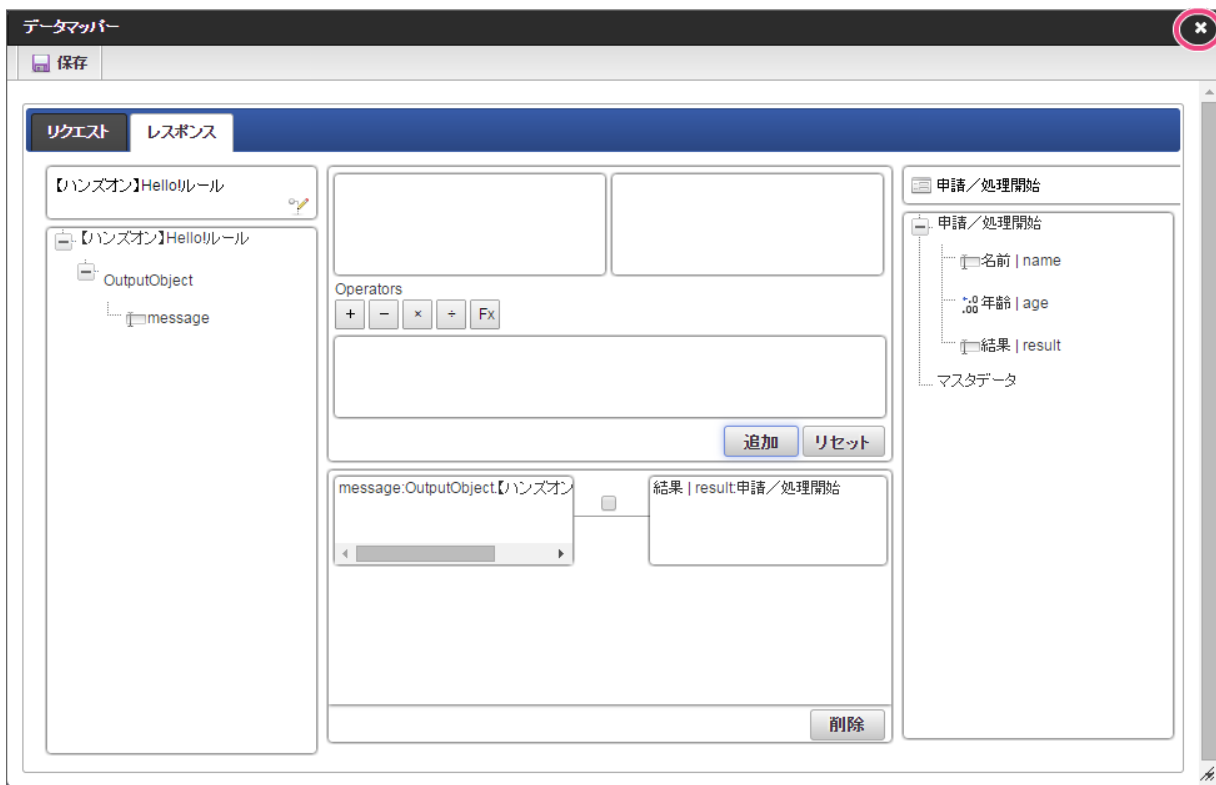 データマッパー
保存
リクエスト
レスポンス
【ハンズオン】Hello!ルール
【ハンズオン】Hello!ルール
OutputObject
message
Operators
+ − × ÷ Fx
追加 リセット
message:OutputObject.【ハンズオン
結果 | result:申請／処理開始
削除
申請／処理開始
申請／処理開始
名前 | name
年齢 | age
結果 | result
マスタデータ